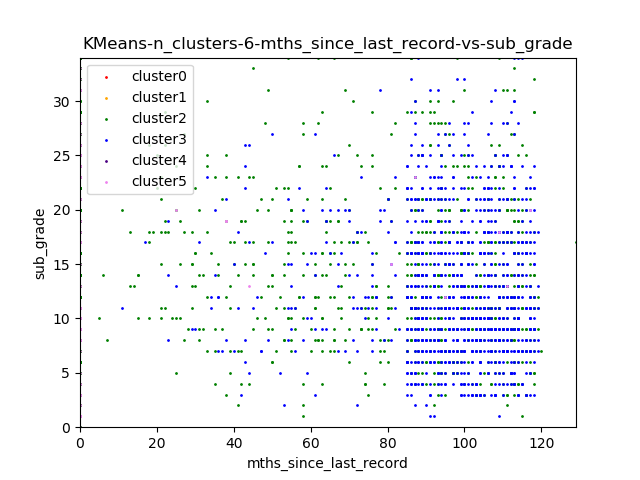 KMeans-n_clusters-6-mths_since_last_record-vs-sub_grade
cluster0
cluster1
cluster2
cluster3
cluster4
cluster5
30
25
20
15
10
5
0
sub_grade
0 20 40 60 80 100 120
mths_since_last_record